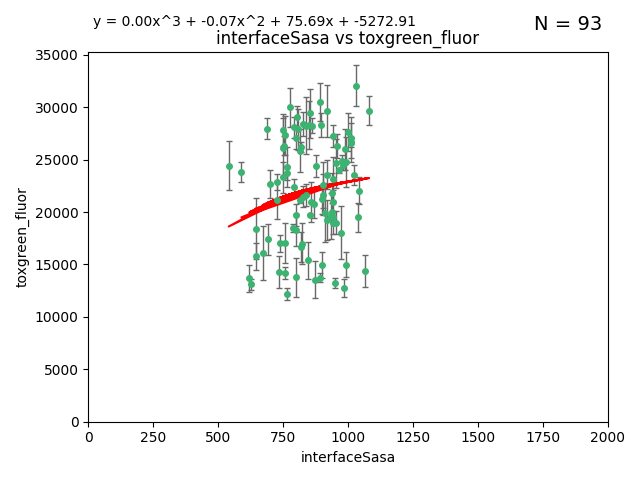 y = 0.00x^3 + -0.07x^2 + 75.69x + -5272.91
N = 93
interfaceSasa vs toxgreen_fluor
35000
30000
25000
20000
15000
10000
5000
0
toxgreen_fluor
0 250 500 750 1000 1250 1500 1750 2000
interfaceSasa